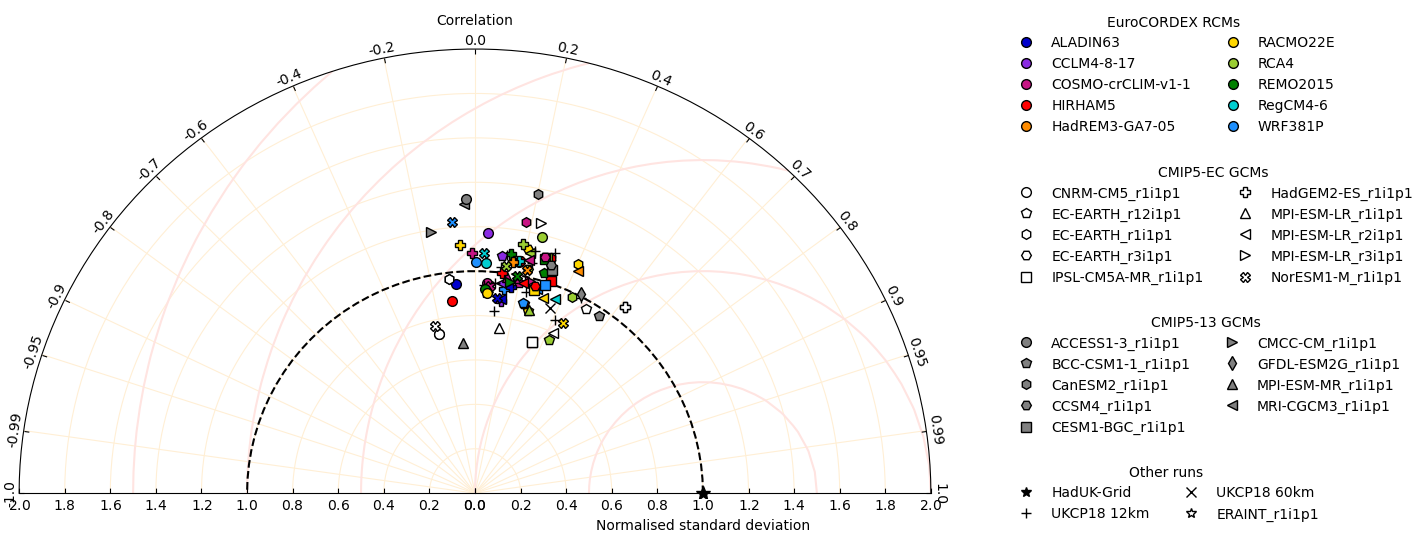 Correlation
0.0
-0.2
0.2
-0.4
0.4
-0.6
0.6
-0.7
0.7
-0.8
0.8
-0.9
0.9
-0.95
0.95
-0.99
0.99
-1.0
1.0
2.0 1.8 1.6 1.4 1.2 1.0 0.8 0.6 0.4 0.2 0.0 0.2 0.4 0.6 0.8 1.0 1.2 1.4 1.6 1.8 2.0
Normalised standard deviation
EuroCORDEX RCMs
ALADIN63
CCLM4-8-17
COSMO-crCLIM-v1-1
HIRHAM5
HadREM3-GA7-05
RACMO22E
RCA4
REMO2015
RegCM4-6
WRF381P
CMIP5-EC GCMs
CNRM-CM5_r1i1p1
EC-EARTH_r12i1p1
EC-EARTH_r1i1p1
EC-EARTH_r3i1p1
IPSL-CM5A-MR_r1i1p1
HadGEM2-ES_r1i1p1
MPI-ESM-LR_r1i1p1
MPI-ESM-LR_r2i1p1
MPI-ESM-LR_r3i1p1
NorESM1-M_r1i1p1
CMIP5-13 GCMs
ACCESS1-3_r1i1p1
BCC-CSM1-1_r1i1p1
CanESM2_r1i1p1
CCSM4_r1i1p1
CESM1-BGC_r1i1p1
CMCC-CM_r1i1p1
GFDL-ESM2G_r1i1p1
MPI-ESM-MR_r1i1p1
MRI-CGCM3_r1i1p1
Other runs
HadUK-Grid
UKCP18 12km
UKCP18 60km
ERAINT_r1i1p1